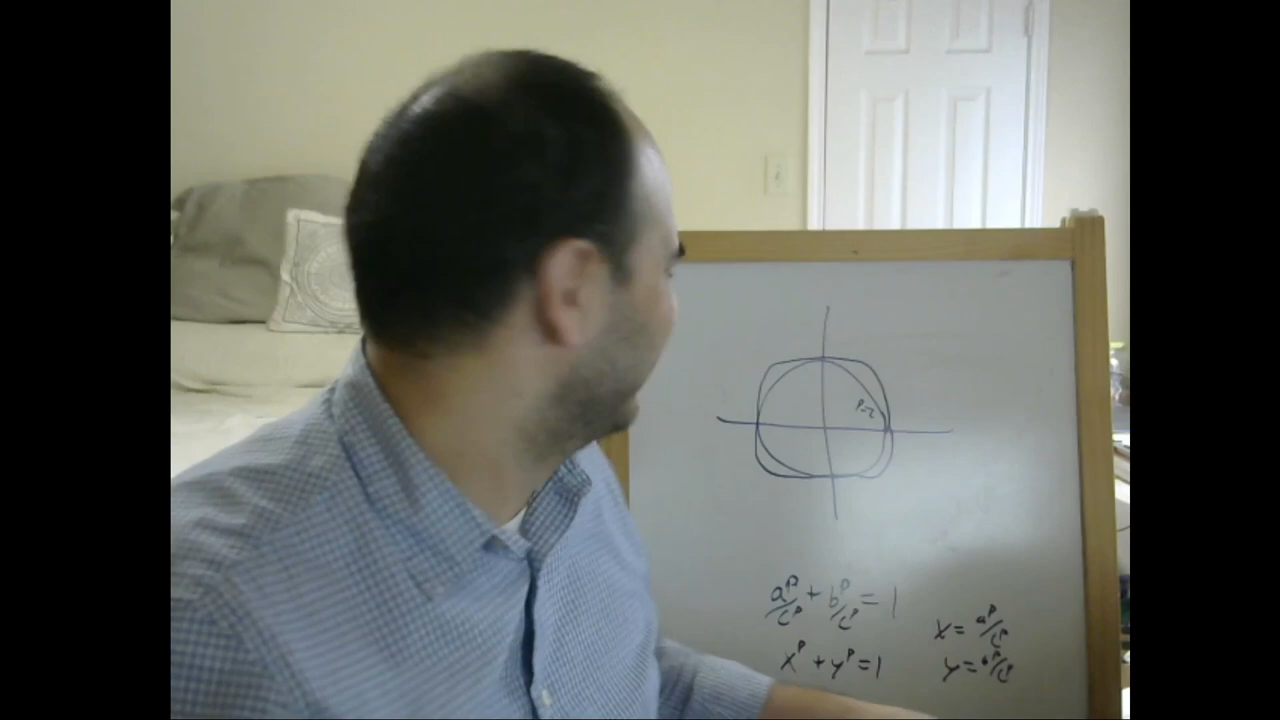 P=2
a^p/c^p + b^p/c^p = 1
x = a^p/c^p
x^p + y^p = 1
y = b^p/c^p